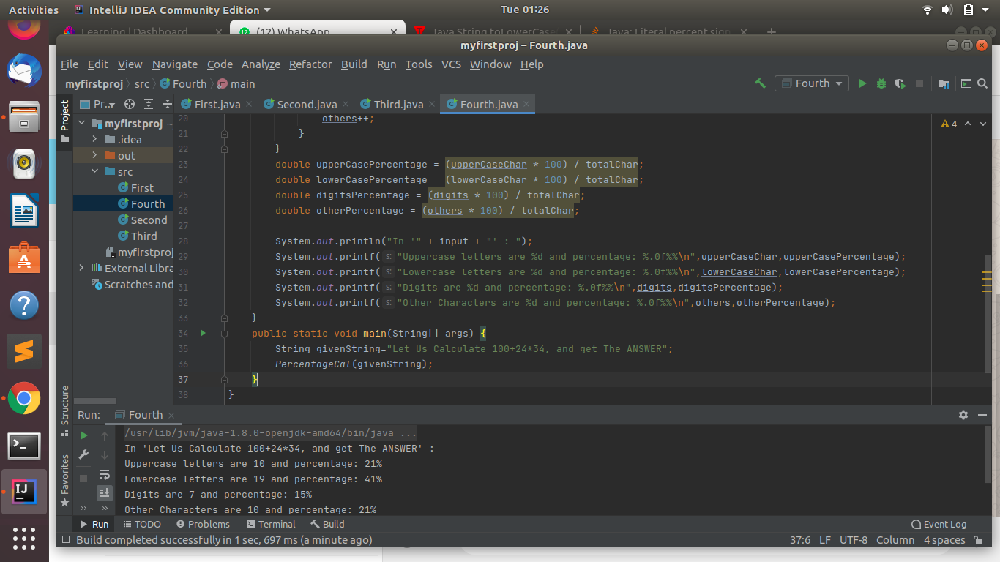 Activities IntelliJ IDEA Community Edition Tue 01:26
Learning | Dashboard (12) WhatsApp Java String toLowerCase Java: Literal percent sign
myfirstproj – Fourth.java
File Edit View Navigate Code Analyze Refactor Build Run Tools VCS Window Help
myfirstproj src Fourth main Fourth
Project Pr... First.java Second.java Third.java Fourth.java
myfirstproj
.idea
out
src
First
Fourth
Second
Third
myfirstproj
External Libra
Scratches and
4
20 others++;
21 }
22 }
23 double upperCasePercentage = (upperCaseChar * 100) / totalChar;
24 double lowerCasePercentage = (lowerCaseChar * 100) / totalChar;
25 double digitsPercentage = (digits * 100) / totalChar;
26 double otherPercentage = (others * 100) / totalChar;
27
28 System.out.println("In '" + input + "' : ");
29 System.out.printf( s: "Uppercase letters are %d and percentage: %.0f%%\n",upperCaseChar,upperCasePercentage);
30 System.out.printf( s: "Lowercase letters are %d and percentage: %.0f%%\n",lowerCaseChar,lowerCasePercentage);
31 System.out.printf( s: "Digits are %d and percentage: %.0f%%\n",digits,digitsPercentage);
32 System.out.printf( s: "Other Characters are %d and percentage: %.0f%%\n",others,otherPercentage);
33 }
34 public static void main(String[] args) {
35 String givenString="Let Us Calculate 100+24*34, and get The ANSWER";
36 PercentageCal(givenString);
37 }
38 }
Structure
Favorites
Run: Fourth
/usr/lib/jvm/java-1.8.0-openjdk-amd64/bin/java ...
In 'Let Us Calculate 100+24*34, and get The ANSWER' :
Uppercase letters are 10 and percentage: 21%
Lowercase letters are 19 and percentage: 41%
Digits are 7 and percentage: 15%
Other Characters are 10 and percentage: 21%
Run TODO Problems Terminal Build Event Log
Build completed successfully in 1 sec, 697 ms (a minute ago) 37:6 LF UTF-8 Column 4 spaces